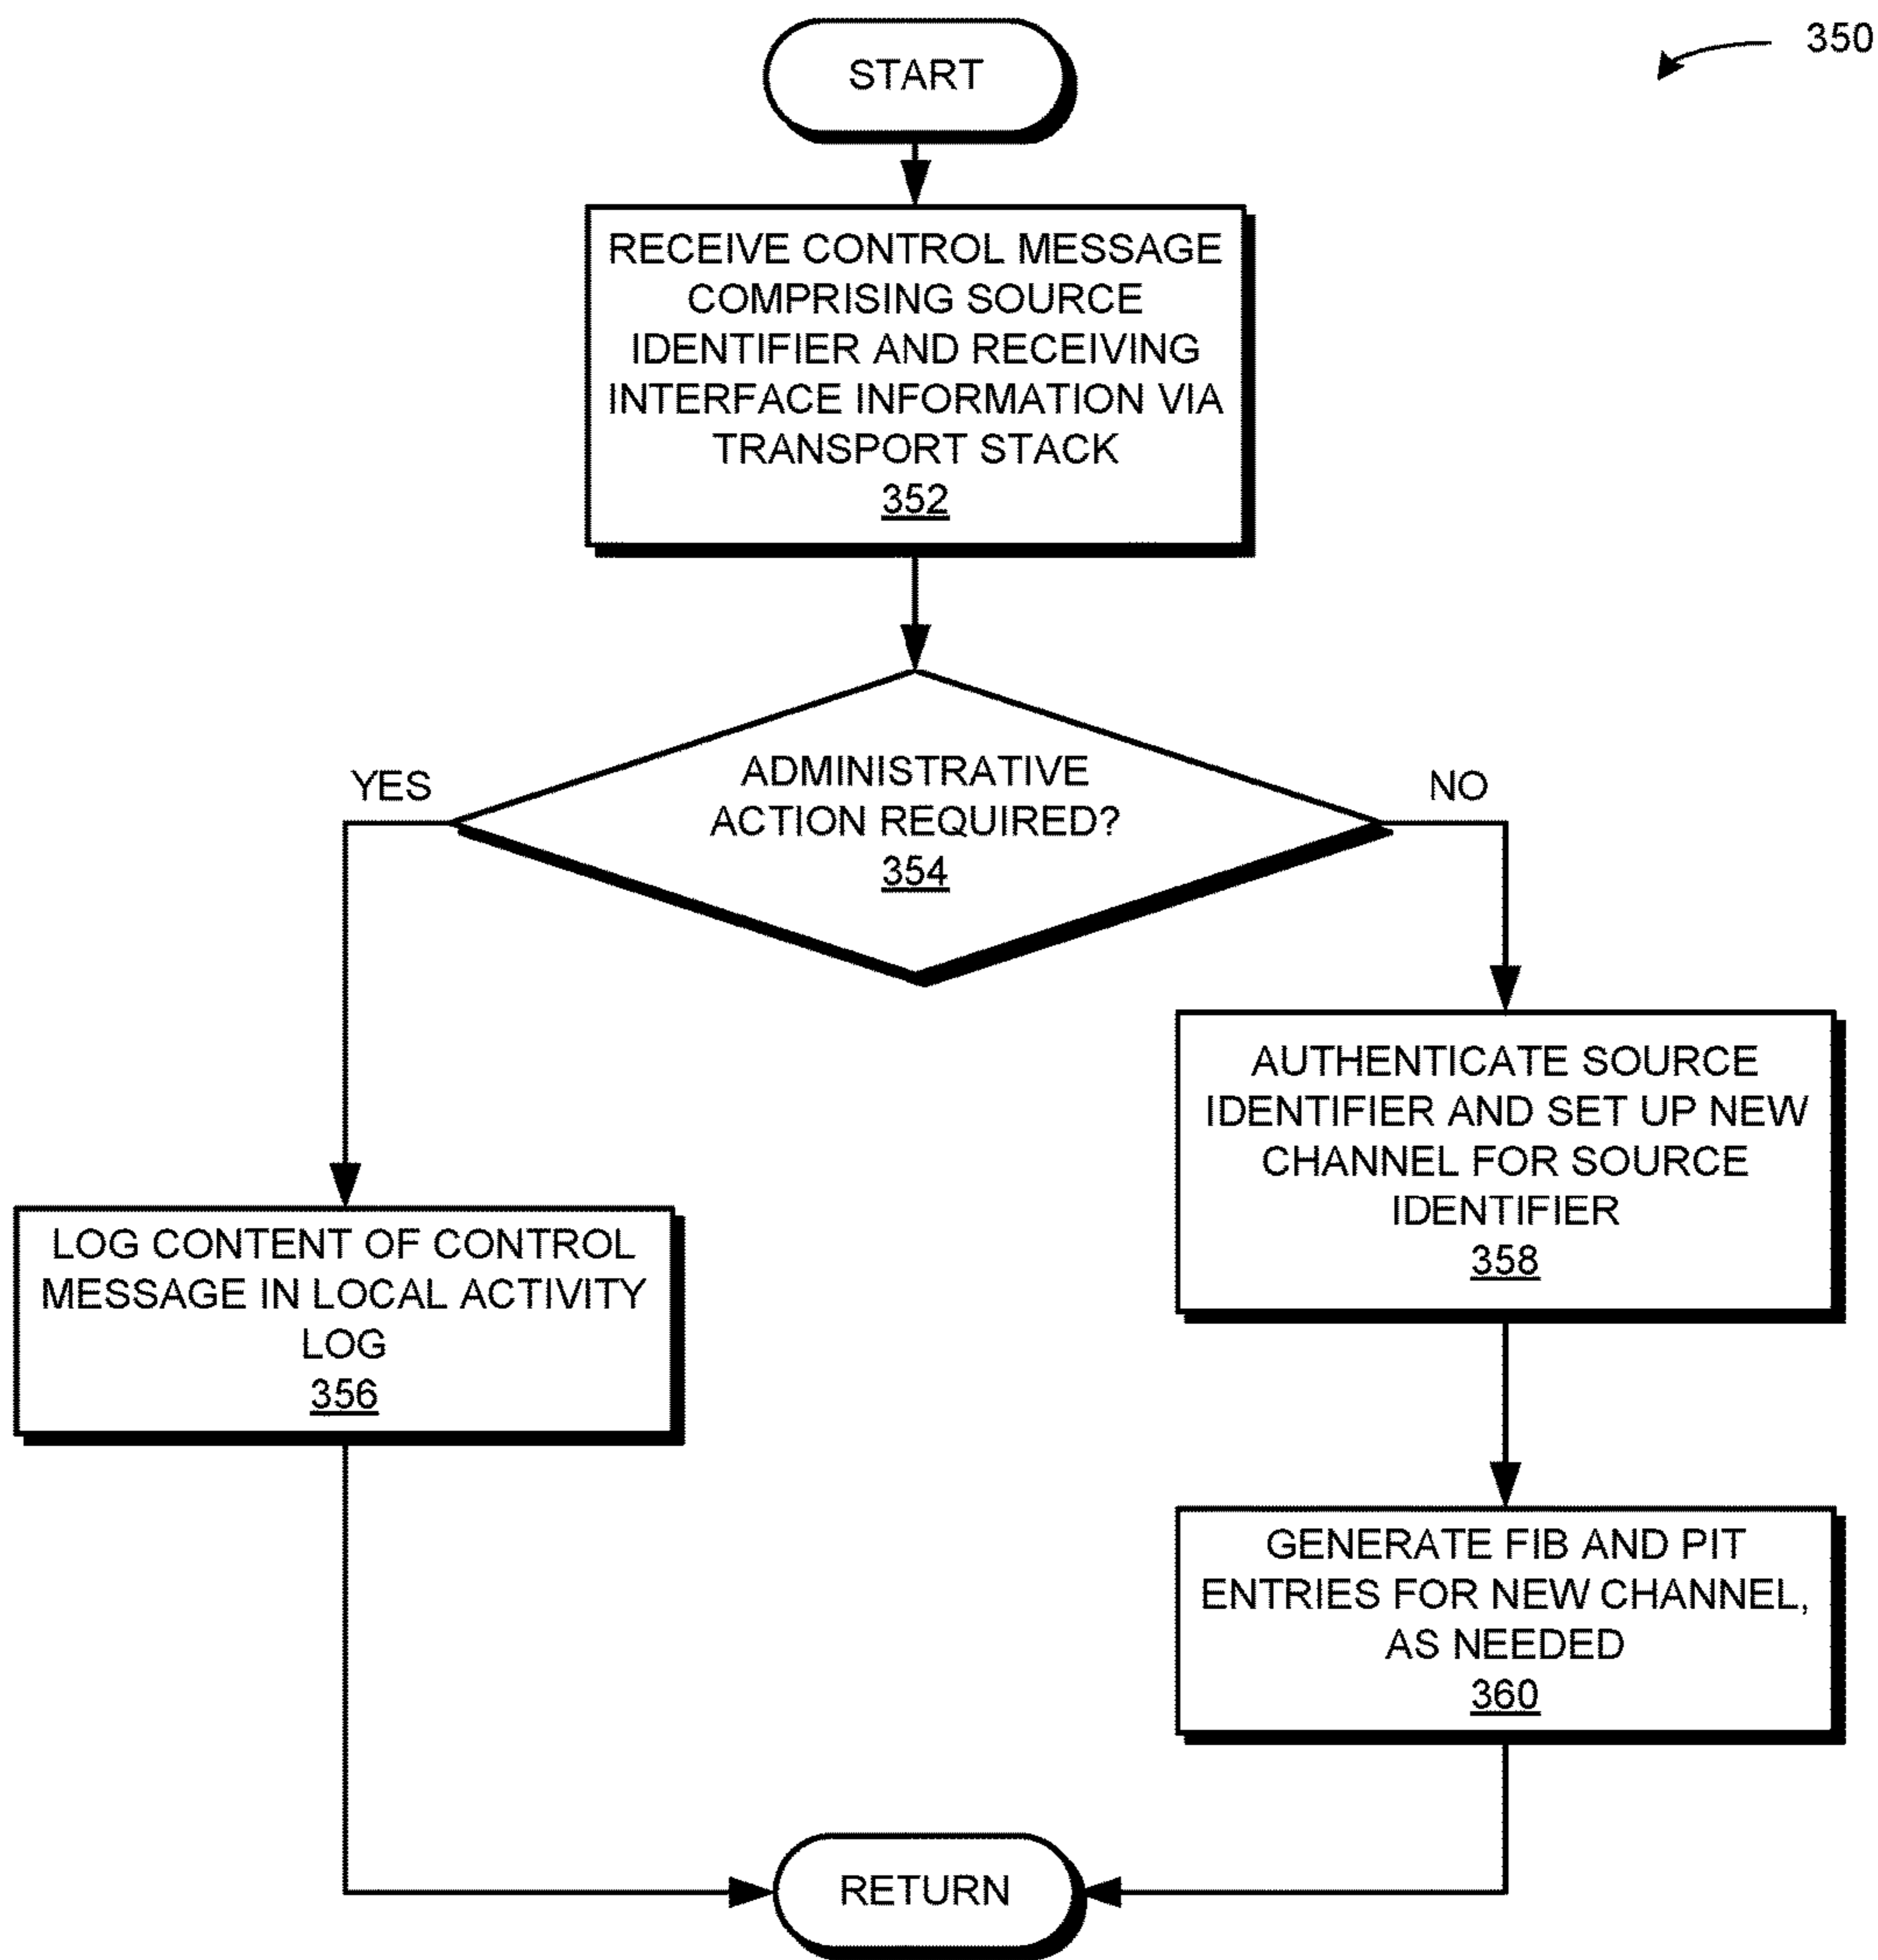 350
START
RECEIVE CONTROL MESSAGE
COMPRISING SOURCE
IDENTIFIER AND RECEIVING
INTERFACE INFORMATION VIA
TRANSPORT STACK
352
ADMINISTRATIVE
ACTION REQUIRED?
354
YES
NO
LOG CONTENT OF CONTROL
MESSAGE IN LOCAL ACTIVITY
LOG
356
AUTHENTICATE SOURCE
IDENTIFIER AND SET UP NEW
CHANNEL FOR SOURCE
IDENTIFIER
358
GENERATE FIB AND PIT
ENTRIES FOR NEW CHANNEL,
AS NEEDED
360
RETURN